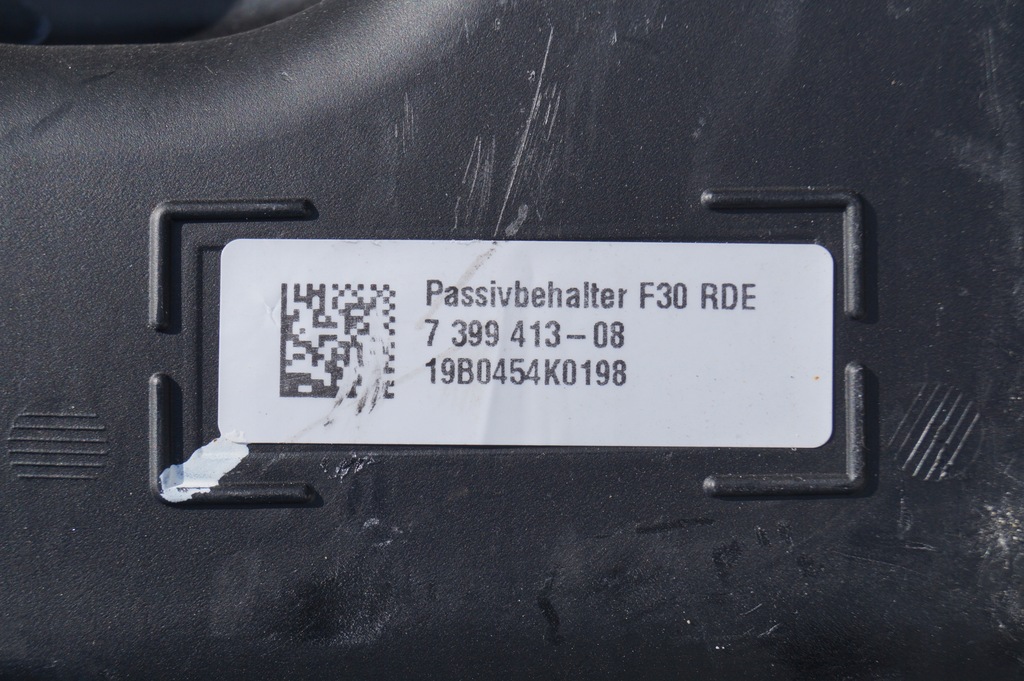 Passivbehalter F30 RDE
7 399 413-08
19B0454K0198